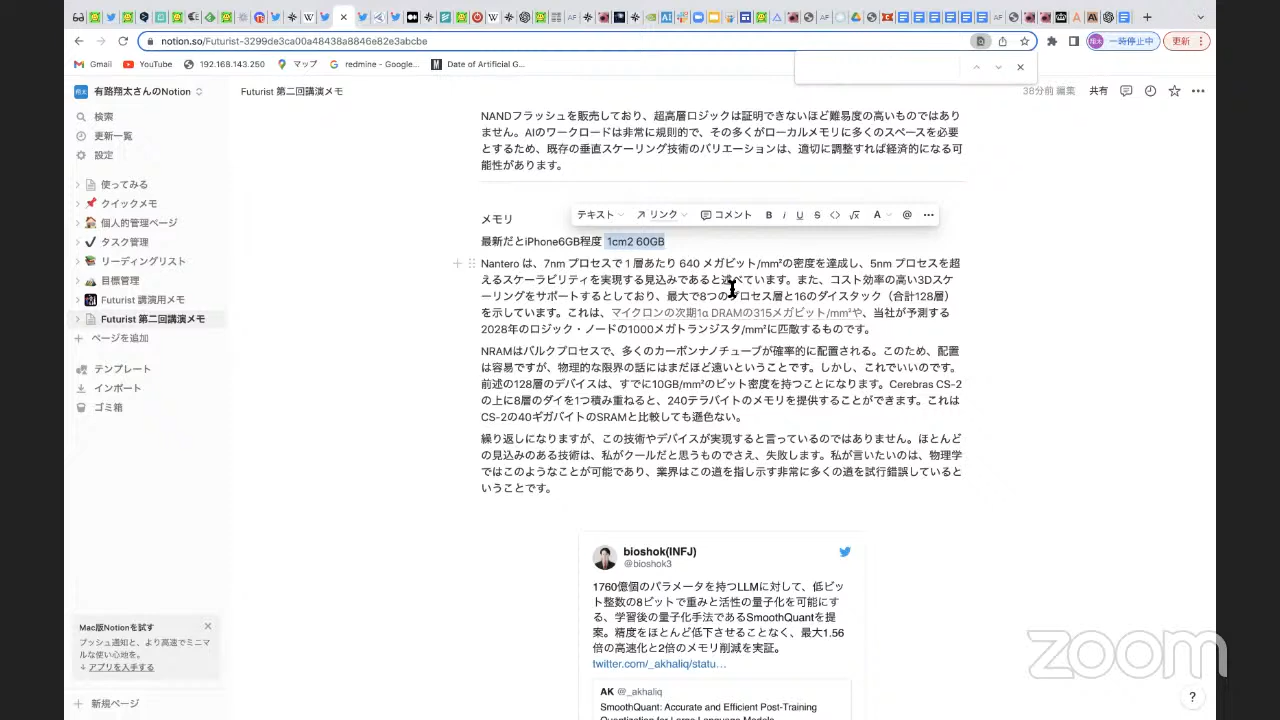 notion.so/Futurist-3299de3ca00a48438a8846e82e3abcbe
一時停止中
更新
Gmail
YouTube
192.168.143.250
マップ
redmine - Google...
Date of Artificial G...
有路翔太さんのNotion
Futurist 第二回講演メモ
38分前 編集
共有
検索
更新一覧
設定
使ってみる
クイックメモ
個人的管理ページ
タスク管理
リーディングリスト
目標管理
Futurist 講演用メモ
Futurist 第二回講演メモ
ページを追加
テンプレート
インポート
ゴミ箱
Mac版Notionを試す
プッシュ通知と、より高速でミニマルな使い心地を。
アプリを入手する
新規ページ
NANDフラッシュを販売しており、超高層ロジックは証明できないほど難易度の高いものではあり
ません。AIのワークロードは非常に規則的で、その多くがローカルメモリに多くのスペースを必要
とするため、既存の垂直スケーリング技術のバリエーションは、適切に調整すれば経済的になる可
能性があります。
メモリ
テキスト リンク コメント B i U S <> √x A @ •••
最新だとiPhone6GB程度 1cm2 60GB
Nantero は、7nm プロセスで 1 層あたり 640 メガビット/mm²の密度を達成し、5nm プロセスを超
えるスケーラビリティを実現する見込みであると述べています。また、コスト効率の高い3Dスケ
ーリングをサポートするとしており、最大で8つのプロセス層と16のダイスタック（合計128層）
を示しています。これは、マイクロンの次期1α DRAMの315メガビット/mm²や、当社が予測する
2028年のロジック・ノードの1000メガトランジスタ/mm²に匹敵するものです。
NRAMはバルクプロセスで、多くのカーボンナノチューブが確率的に配置される。このため、配置
は容易ですが、物理的な限界の話にはまだほど遠いということです。しかし、これでいいのです。
前述の128層のデバイスは、すでに10GB/mm²のビット密度を持つことになります。Cerebras CS-2
の上に8層のダイを1つ積み重ねると、240テラバイトのメモリを提供することができます。これは
CS-2の40ギガバイトのSRAMと比較しても遜色ない。
繰り返しになりますが、この技術やデバイスが実現すると言っているのではありません。ほとんど
の見込みのある技術は、私がクールだと思うものでさえ、失敗します。私が言いたいのは、物理学
ではこのようなことが可能であり、業界はこの道を指し示す非常に多くの道を試行錯誤していると
いうことです。
bioshok(INFJ)
@bioshok3
1760億個のパラメータを持つLLMに対して、低ビッ
ト整数の8ビットで重みと活性の量子化を可能にす
る、学習後の量子化手法であるSmoothQuantを提
案。精度をほとんど低下させることなく、最大1.56
倍の高速化と2倍のメモリ削減を実証。
twitter.com/_akhaliq/statu…
AK @_akhaliq
SmoothQuant: Accurate and Efficient Post-Training
Quantization for Large Language Models
zoom
?